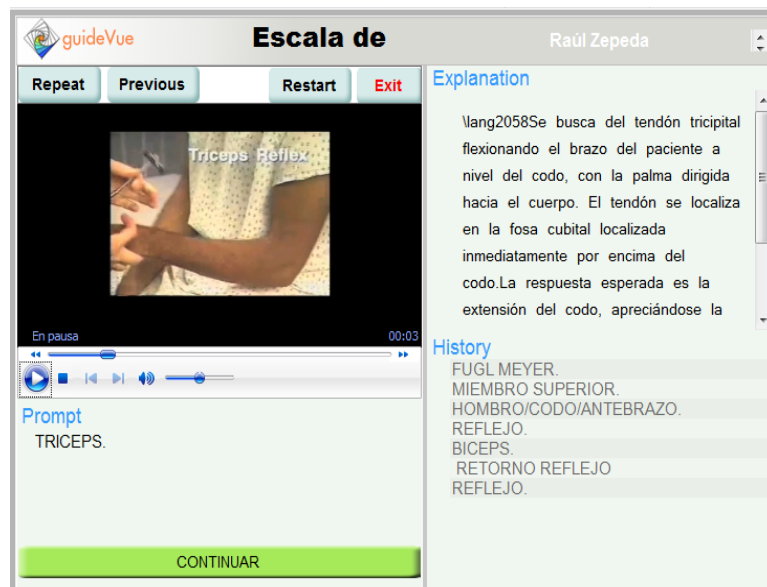 guideVue
Escala de
Raúl Zepeda
Repeat
Previous
Restart
Exit
Triceps Reflex
En pausa
00:03
Prompt
TRICEPS.
CONTINUAR
Explanation
\lang2058Se busca del tendón tricipital
flexionando el brazo del paciente a
nivel del codo, con la palma dirigida
hacia el cuerpo. El tendón se localiza
en la fosa cubital localizada
inmediatamente por encima del
codo.La respuesta esperada es la
extensión del codo, apreciándose la
History
FUGL MEYER.
MIEMBRO SUPERIOR.
HOMBRO/CODO/ANTEBRAZO.
REFLEJO.
BICEPS.
RETORNO REFLEJO
REFLEJO.